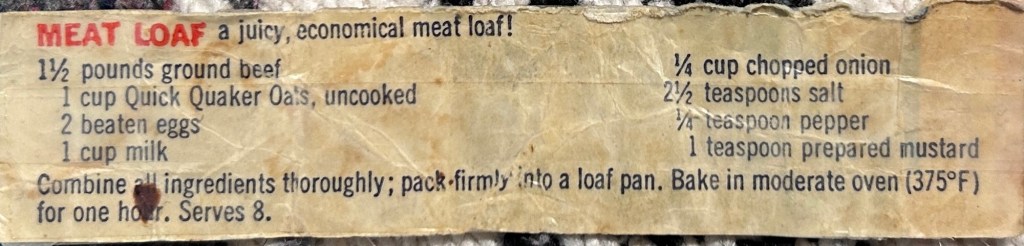 MEAT LOAF a juicy, economical meat loaf!
1½ pounds ground beef
1 cup Quick Quaker Oats, uncooked
2 beaten eggs
1 cup milk
¼ cup chopped onion
2½ teaspoons salt
¼ teaspoon pepper
1 teaspoon prepared mustard
Combine all ingredients thoroughly; pack firmly into a loaf pan. Bake in moderate oven (375°F)
for one hour. Serves 8.